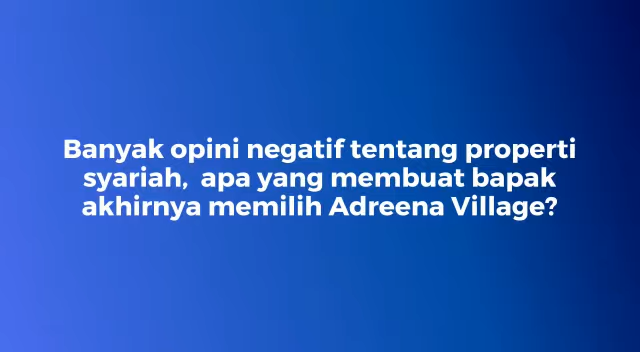 Banyak opini negatif tentang properti
syariah,  apa yang membuat bapak
akhirnya memilih Adreena Village?